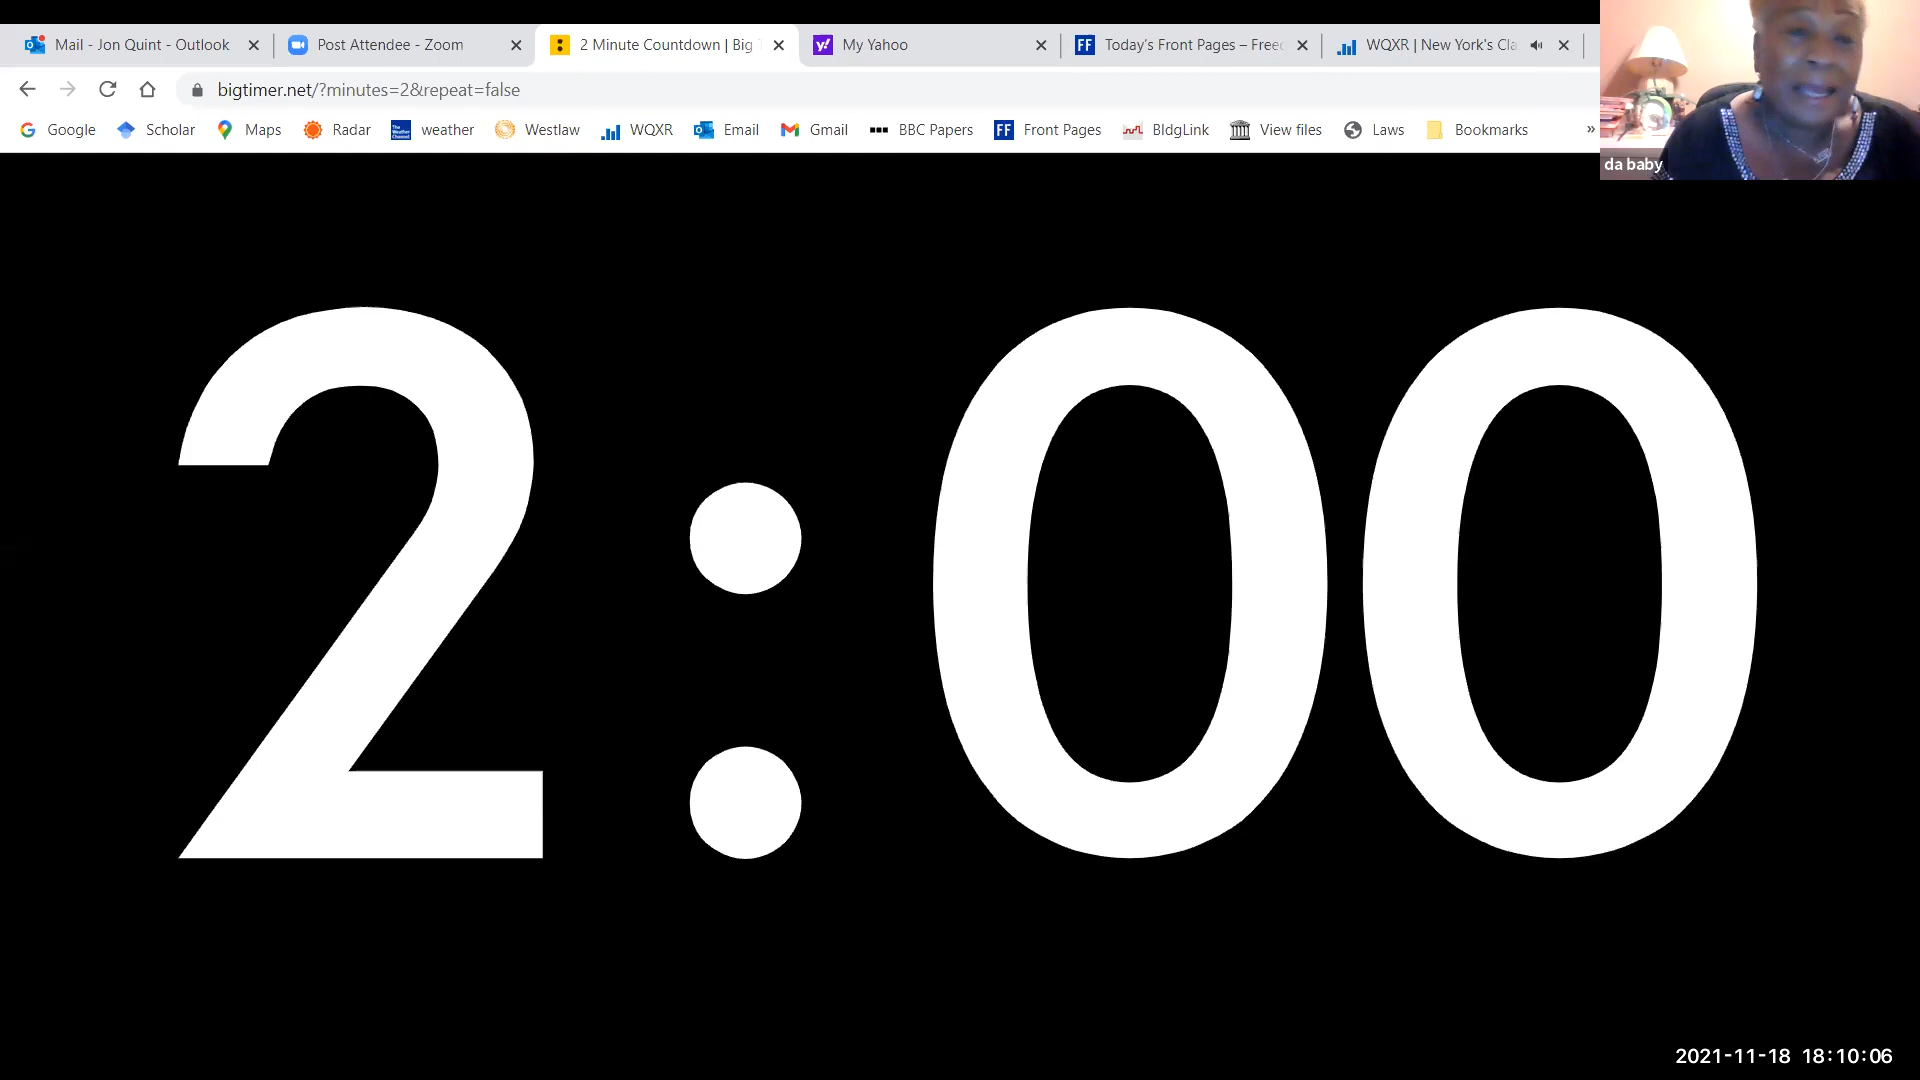 Mail - Jon Quint - Outlook
Post Attendee - Zoom
2 Minute Countdown | Big
My Yahoo
Today's Front Pages – Freed
WQXR | New York's Cla
bigtimer.net/?minutes=2&repeat=false
Google
Scholar
Maps
Radar
weather
Westlaw
WQXR
Email
Gmail
BBC Papers
FF
Front Pages
BldgLink
View files
Laws
Bookmarks
»
da baby
2:00
2021-11-18 18:10:06